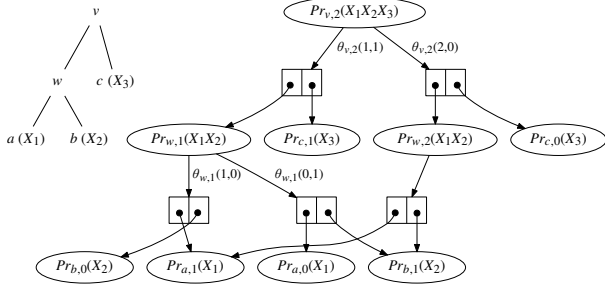 v
Pr_{v,2}(X_1X_2X_3)
θ_{v,2}(1,1)
θ_{v,2}(2,0)
w
c (X_3)
a (X_1)
b (X_2)
Pr_{w,1}(X_1X_2)
Pr_{c,1}(X_3)
Pr_{w,2}(X_1X_2)
Pr_{c,0}(X_3)
θ_{w,1}(1,0)
θ_{w,1}(0,1)
Pr_{b,0}(X_2)
Pr_{a,1}(X_1)
Pr_{a,0}(X_1)
Pr_{b,1}(X_2)